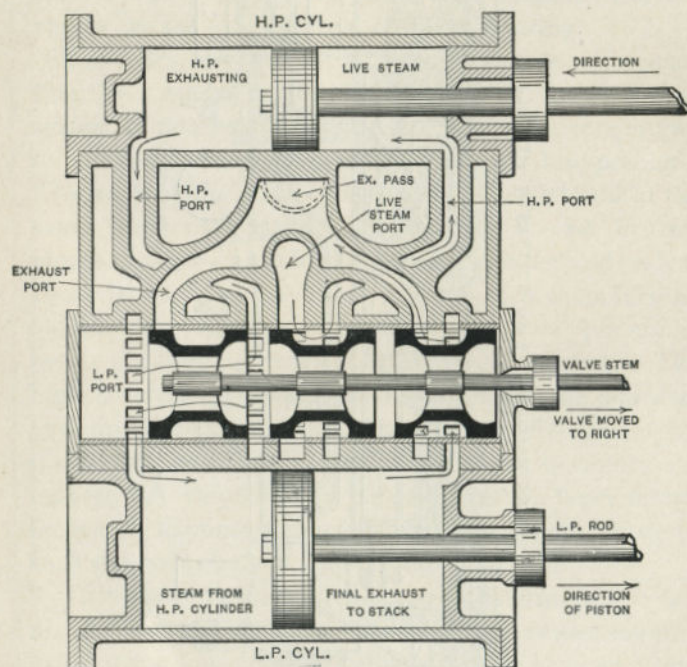 H.P. CYL.
H. P.
EXHAUSTING
LIVE STEAM
DIRECTION
EX. PASS
H.P.
PORT
LIVE
STEAM
PORT
H.P. PORT
EXHAUST
PORT
L.P.
PORT
VALVE STEM
VALVE MOVED
TO RIGHT
L.P. ROD
STEAM FROM
H.P. CYLINDER
FINAL EXHAUST
TO STACK
DIRECTION
OF PISTON
L.P. CYL.